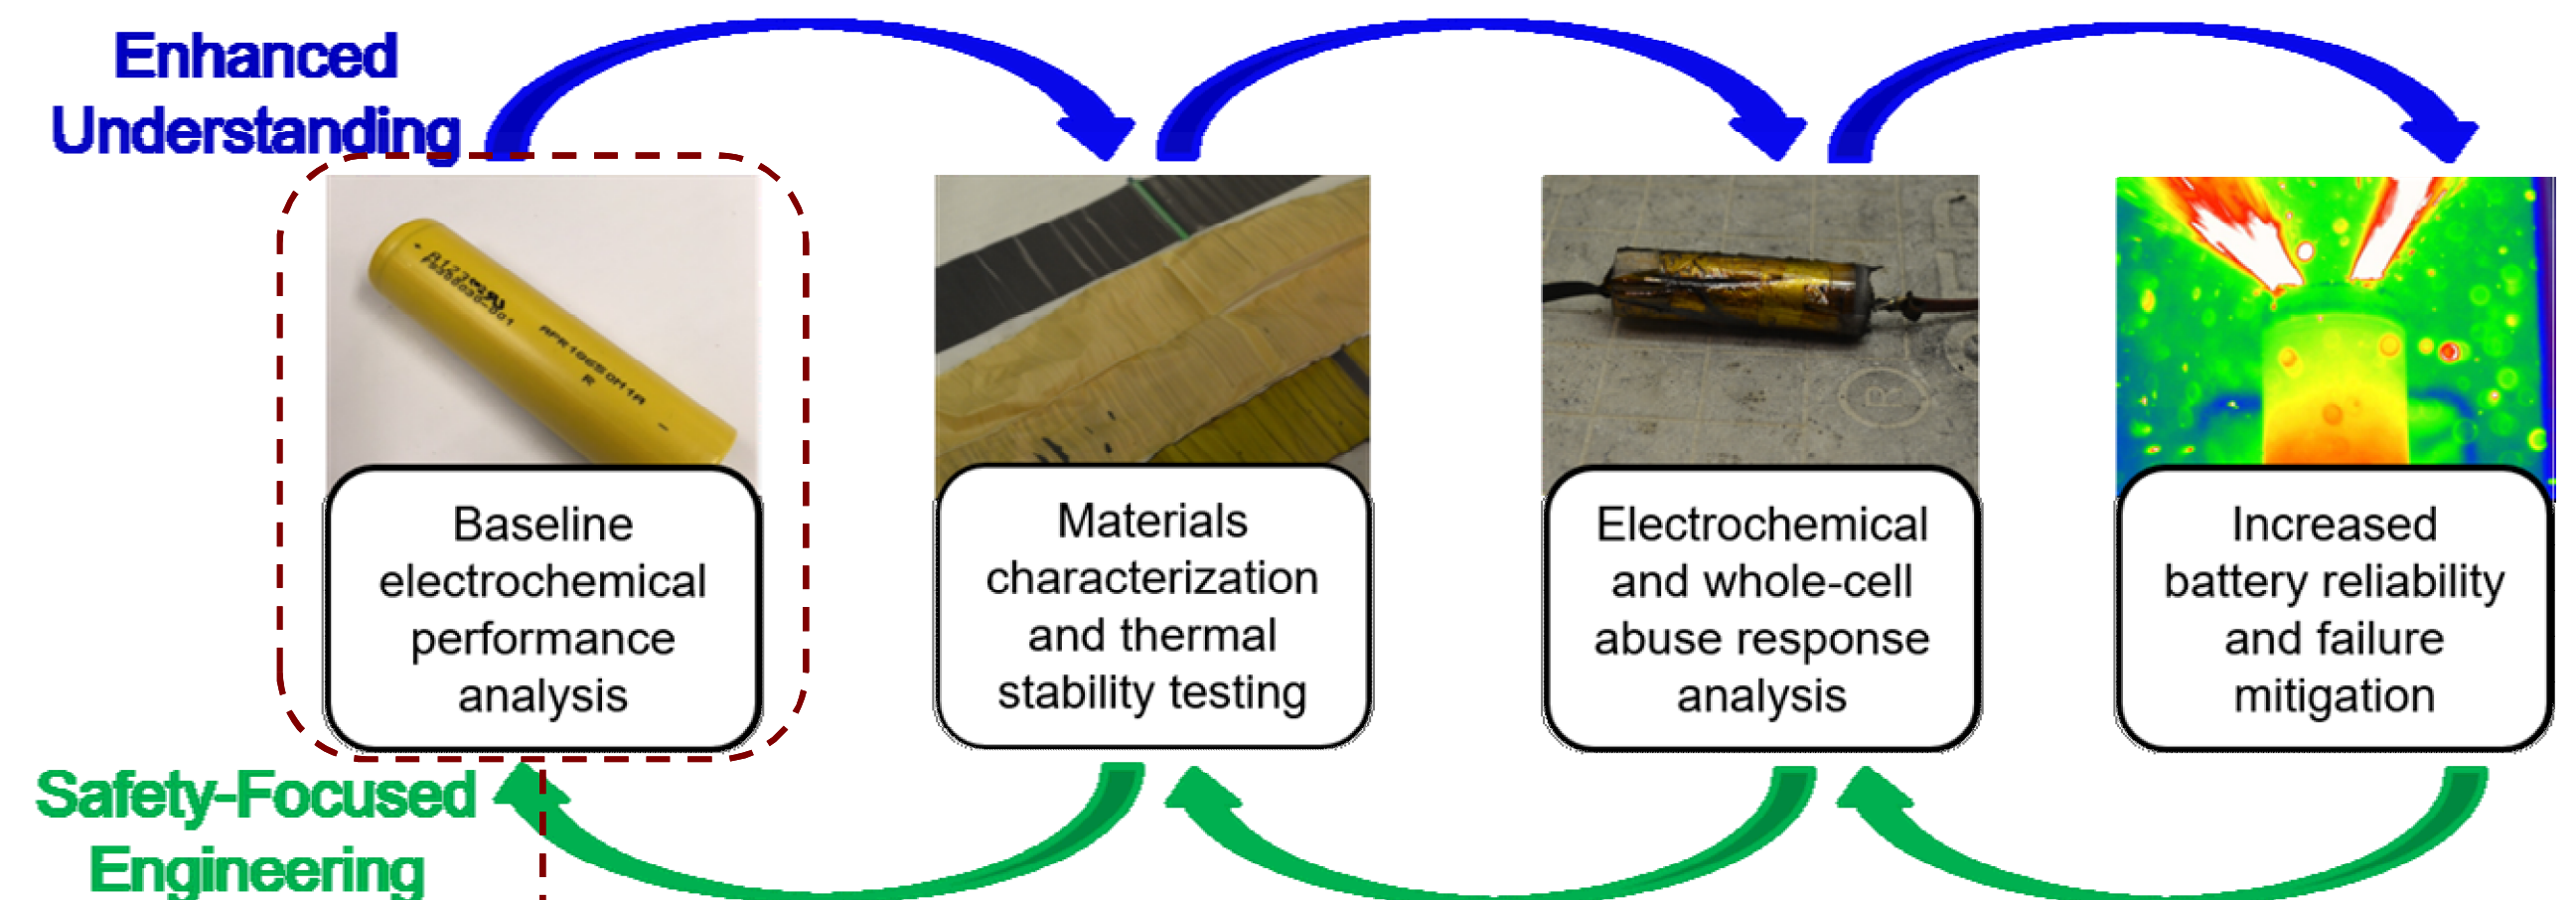 Enhanced
Understanding
APR18650M1A
R
Baseline
electrochemical
performance
analysis
Materials
characterization
and thermal
stability testing
Electrochemical
and whole-cell
abuse response
analysis
Increased
battery reliability
and failure
mitigation
Safety-Focused
Engineering